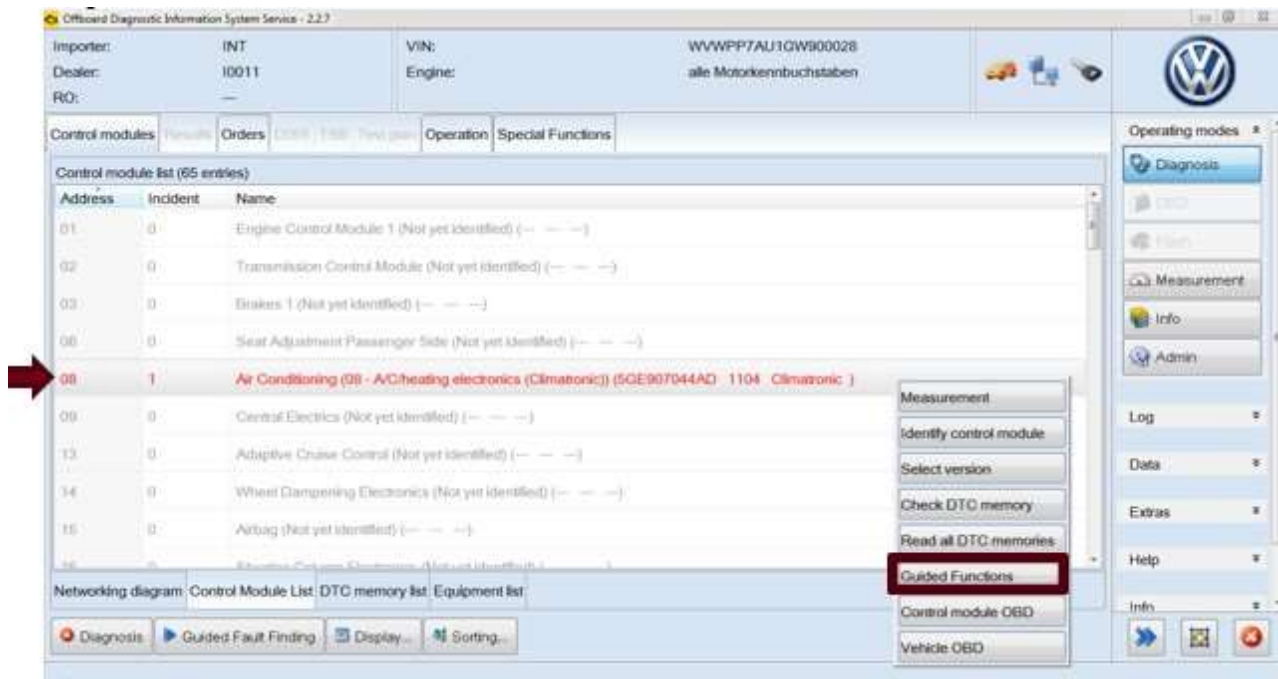 Offboard Diagnostic Information System Service - 2.2.7
Importer: INT VIN: WVWPP7AU1GW900028
Dealer: I0011 Engine: alle Motorkennbuchstaben
RO: ---
Control modules Results Orders DISS TSB Test plan Operation Special Functions
Operating modes
Control module list (65 entries)
Diagnosis
Address Incident Name
01 0 Engine Control Module 1 (Not yet identified) (--- --- ---)
OBD
02 0 Transmission Control Module (Not yet identified) (--- --- ---)
Flash
03 0 Brakes 1 (Not yet identified) (--- --- ---)
Measurement
06 0 Seat Adjustment Passenger Side (Not yet identified) (--- --- ---)
Info
08 1 Air Conditioning (08 - A/C/heating electronics (Climatronic)) (5GE907044AD 1104 Climatronic )
Admin
09 0 Central Electrics (Not yet identified) (--- --- ---)
13 0 Adaptive Cruise Control (Not yet identified) (--- --- ---)
14 0 Wheel Dampening Electronics (Not yet identified) (--- --- ---)
15 0 Airbag (Not yet identified) (--- --- ---)
Measurement
Identify control module
Select version
Check DTC memory
Read all DTC memories
Guided Functions
Control module OBD
Vehicle OBD
Log
Data
Extras
Help
Info
Networking diagram Control Module List DTC memory list Equipment list
Diagnosis Guided Fault Finding Display... Sorting...